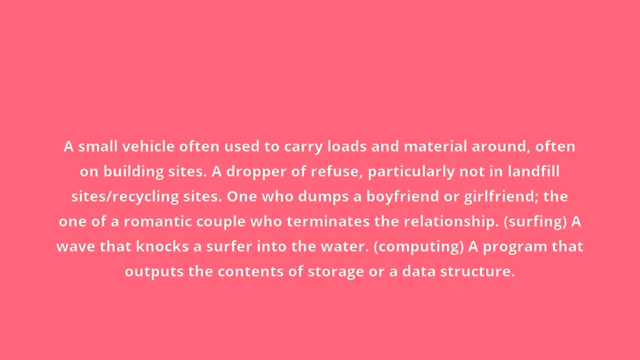 A small vehicle often used to carry loads and material around, often
on building sites. A dropper of refuse, particularly not in landfill
sites/recycling sites. One who dumps a boyfriend or girlfriend; the
one of a romantic couple who terminates the relationship. (surfing) A
wave that knocks a surfer into the water. (computing) A program that
outputs the contents of storage or a data structure.